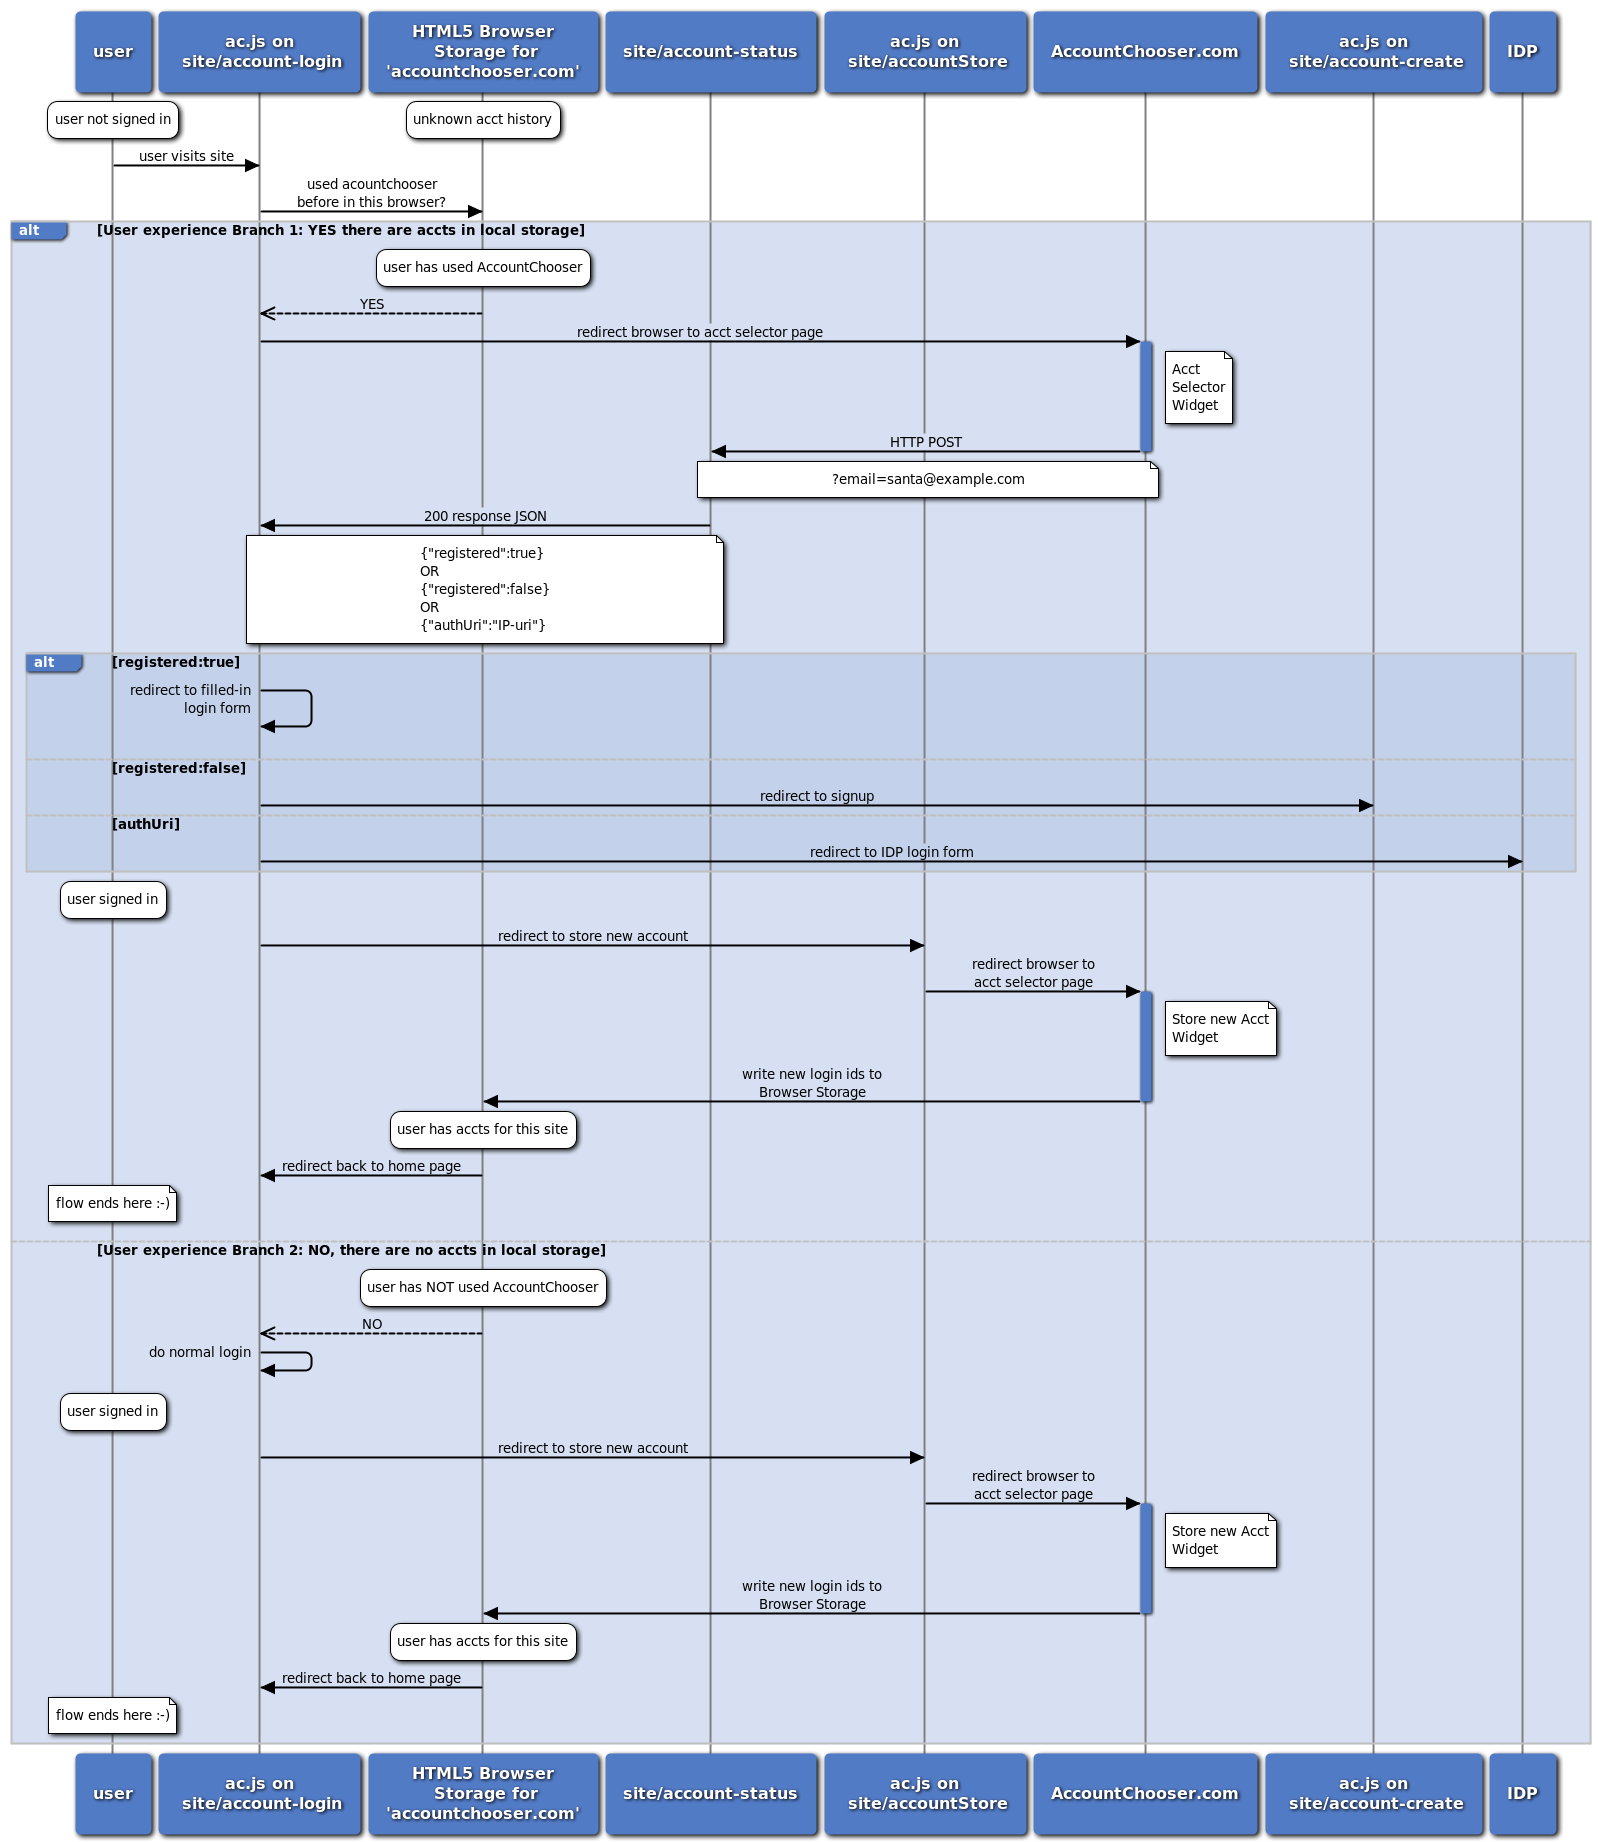 user
ac.js on
site/account-login
HTML5 Browser
Storage for
'accountchooser.com'
site/account-status
ac.js on
site/accountStore
AccountChooser.com
ac.js on
site/account-create
IDP
user not signed in
unknown acct history
user visits site
used acountchooser
before in this browser?
alt
[User experience Branch 1: YES there are accts in local storage]
user has used AccountChooser
YES
redirect browser to acct selector page
Acct
Selector
Widget
HTTP POST
?email=santa@example.com
200 response JSON
{"registered":true}
OR
{"registered":false}
OR
{"authUri":"IP-uri"}
alt
[registered:true]
redirect to filled-in
login form
[registered:false]
redirect to signup
[authUri]
redirect to IDP login form
user signed in
redirect to store new account
redirect browser to
acct selector page
Store new Acct
Widget
write new login ids to
Browser Storage
user has accts for this site
redirect back to home page
flow ends here :-)
[User experience Branch 2: NO, there are no accts in local storage]
user has NOT used AccountChooser
NO
do normal login
user signed in
redirect to store new account
redirect browser to
acct selector page
Store new Acct
Widget
write new login ids to
Browser Storage
user has accts for this site
redirect back to home page
flow ends here :-)
user
ac.js on
site/account-login
HTML5 Browser
Storage for
'accountchooser.com'
site/account-status
ac.js on
site/accountStore
AccountChooser.com
ac.js on
site/account-create
IDP